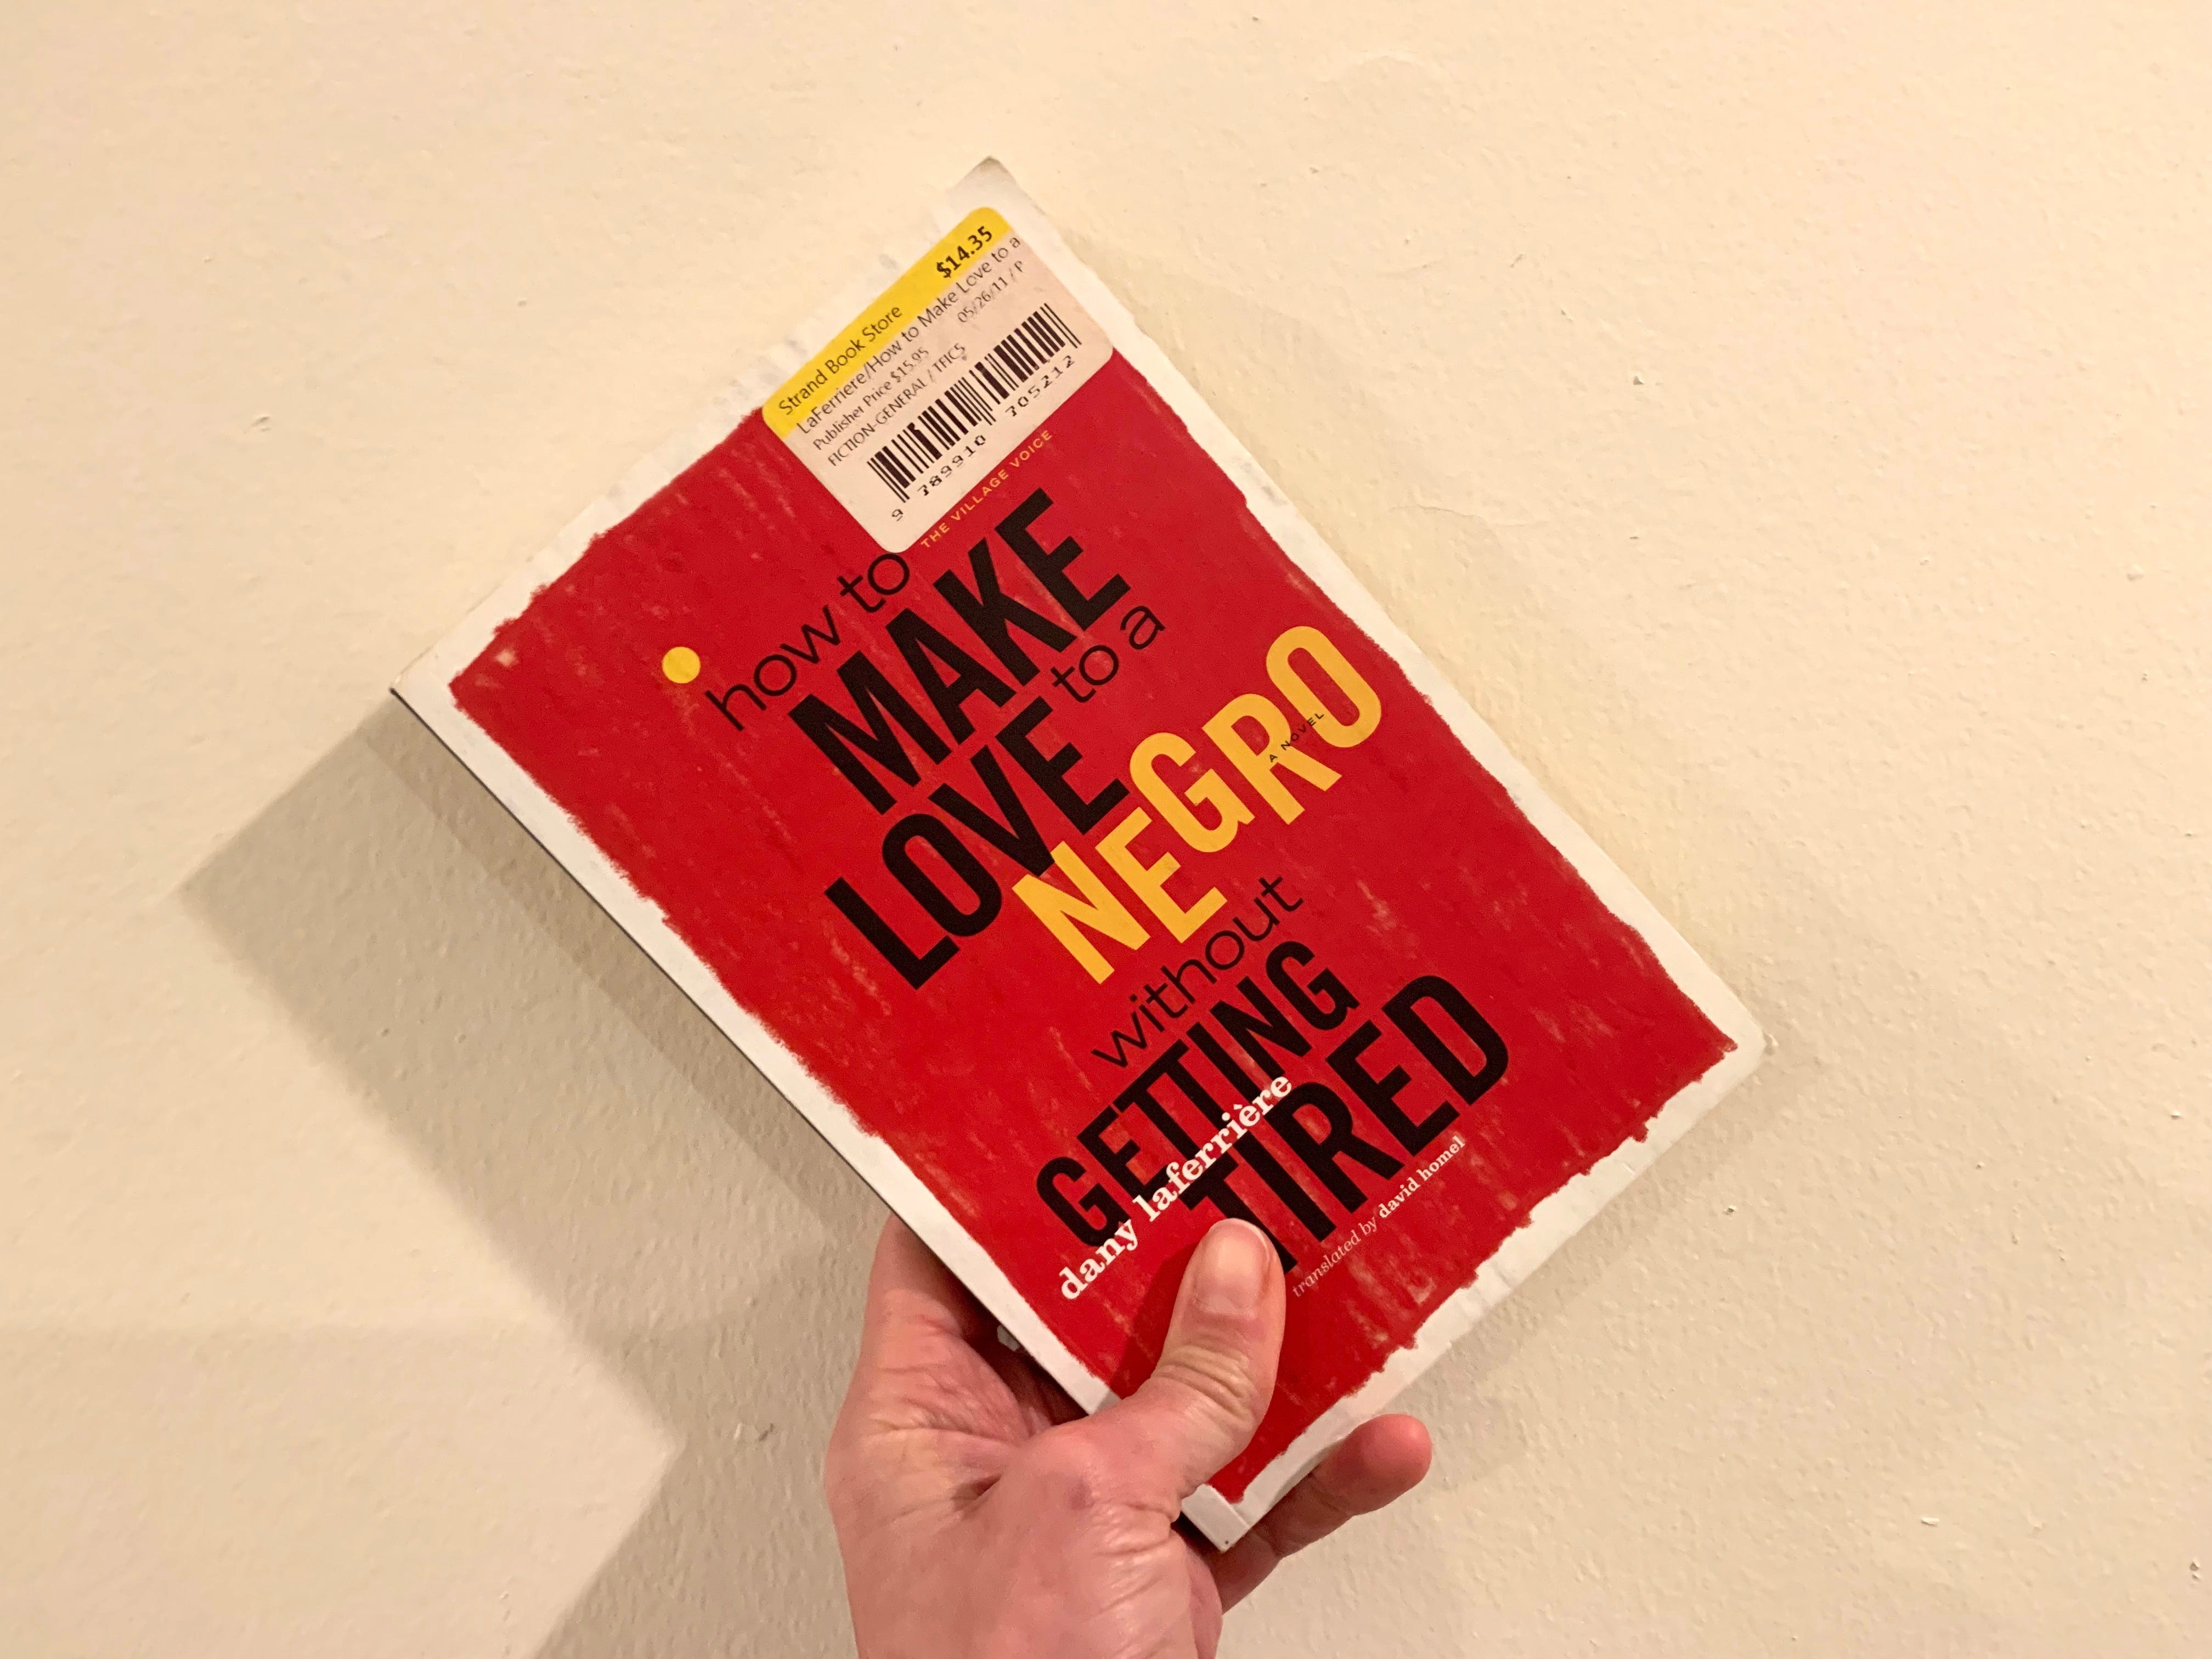 Strand Book Store $14.35
LaFerriere/How to Make Love to a
Publisher Price $15.95 05/26/11 / P
FICTION-GENERAL / TFICS
9 789910 705212
THE VILLAGE VOICE
how to
MAKE
LOVE to a
NEGRO
A NOVEL
without
GETTING
TIRED
dany laferrière
translated by david homel